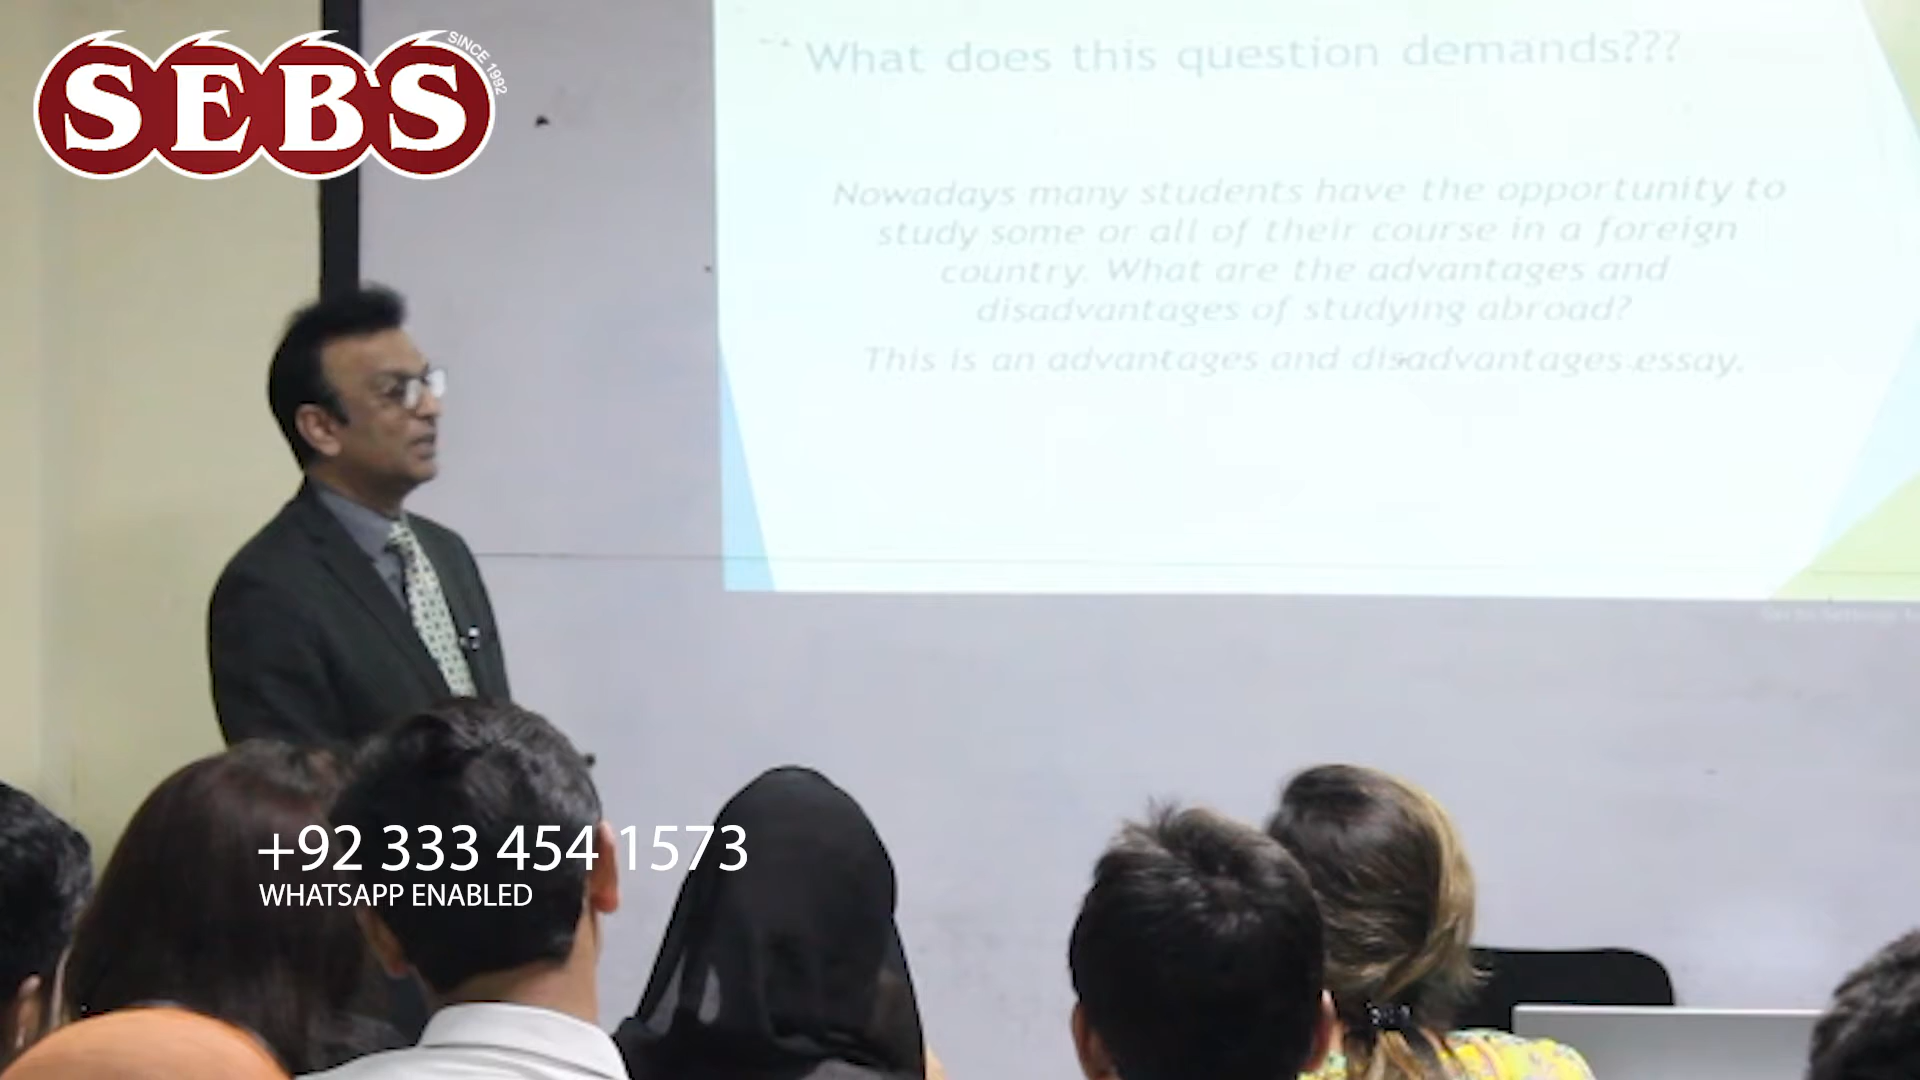 SEB'S
SINCE 1992
What does this question demands???
Nowadays many students have the opportunity to
study some or all of their course in a foreign
country. What are the advantages and
disadvantages of studying abroad?
This is an advantages and disadvantages essay.
+92 333 454 1573
WHATSAPP ENABLED